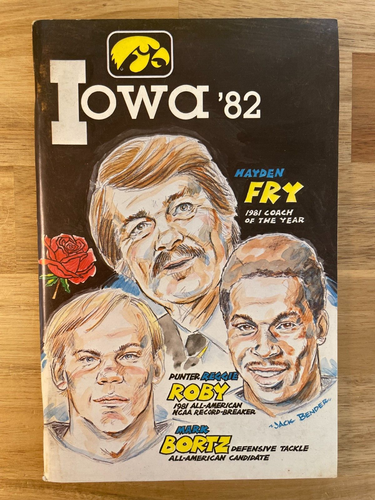 Iowa '82
HAYDEN
FRY
1981 COACH
OF THE YEAR
PUNTER REGGIE
ROBY
1981 ALL-AMERICAN
NCAA RECORD-BREAKER
JACK BENDER
MARK
BORTZ DEFENSIVE TACKLE
ALL-AMERICAN CANDIDATE